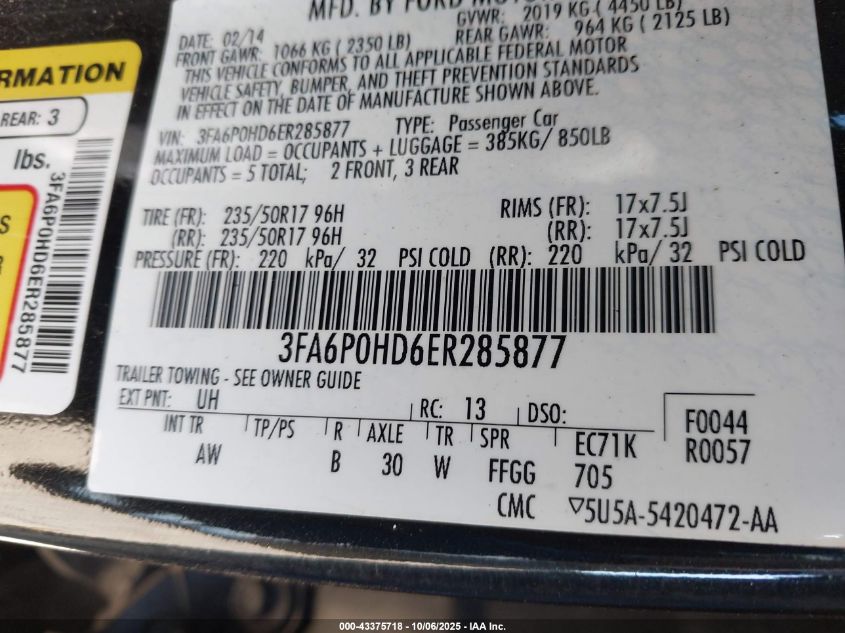 MFD. BY FORD MOTOR
DATE: 02/14
GVWR: 2019 KG ( 4450 LB)
FRONT GAWR: 1066 KG ( 2350 LB)
REAR GAWR: 964 KG ( 2125 LB)
THIS VEHICLE CONFORMS TO ALL APPLICABLE FEDERAL MOTOR
VEHICLE SAFETY, BUMPER, AND THEFT PREVENTION STANDARDS
IN EFFECT ON THE DATE OF MANUFACTURE SHOWN ABOVE.
VIN: 3FA6P0HD6ER285877 TYPE: Passenger Car
MAXIMUM LOAD = OCCUPANTS + LUGGAGE = 385KG/ 850LB
OCCUPANTS = 5 TOTAL; 2 FRONT, 3 REAR
TIRE (FR): 235/50R17 96H RIMS (FR): 17x7.5J
(RR): 235/50R17 96H (RR): 17x7.5J
PRESSURE (FR): 220 kPa/ 32 PSI COLD (RR): 220 kPa/ 32 PSI COLD
3FA6P0HD6ER285877
TRAILER TOWING - SEE OWNER GUIDE
EXT PNT: UH RC: 13 DSO: F0044
INT TR TP/PS R AXLE TR SPR EC71K R0057
AW B 30 W FFGG 705
CMC ▽5U5A-5420472-AA
RMATION
REAR: 3
lbs.
3FA6P0HD6ER285877
000-43375718 - 10/06/2025 - IAA Inc.